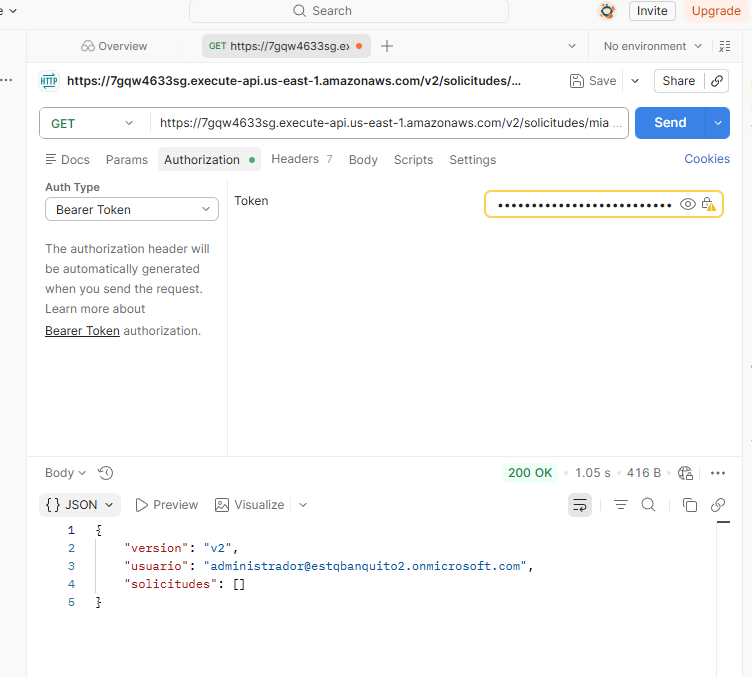 e
Search
Invite
Upgrade
Overview
GET https://7gqw4633sg.e
No environment
HTTP
https://7gqw4633sg.execute-api.us-east-1.amazonaws.com/v2/solicitudes/...
Save
Share
GET
https://7gqw4633sg.execute-api.us-east-1.amazonaws.com/v2/solicitudes/mia ...
Send
Docs
Params
Authorization
Headers 7
Body
Scripts
Settings
Cookies
Auth Type
Bearer Token
Token
••••••••••••••••••••••••••
The authorization header will
be automatically generated
when you send the request.
Learn more about
Bearer Token authorization.
Body
200 OK • 1.05 s • 416 B
{} JSON
Preview
Visualize
1 {
2 "version": "v2",
3 "usuario": "administrador@estqbanquito2.onmicrosoft.com",
4 "solicitudes": []
5 }